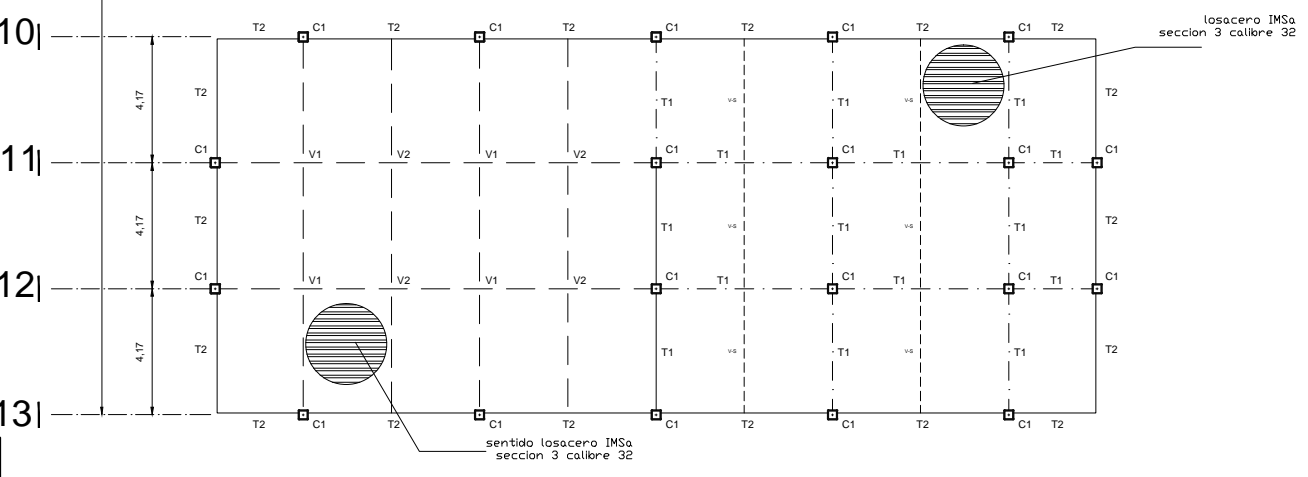 losacero IMSa
seccion 3 calibre 32
10
T2 C1 T2 C1 T2 C1 T2 C1 T2 C1 T2
4,17 T2 T1 V-S T1 V-S T1 T2
11 C1 V1 V2 V1 V2 C1 T1 C1 T1 C1 T1 C1
4,17 T2 T1 V-S T1 V-S T1 T2
12 C1 V1 V2 V1 V2 C1 T1 C1 T1 C1 T1 C1
4,17 T2 T1 V-S T1 V-S T1 T2
13
T2 C1 T2 C1 T2 C1 T2 C1 T2 C1 T2
sentido losacero IMSa
seccion 3 calibre 32